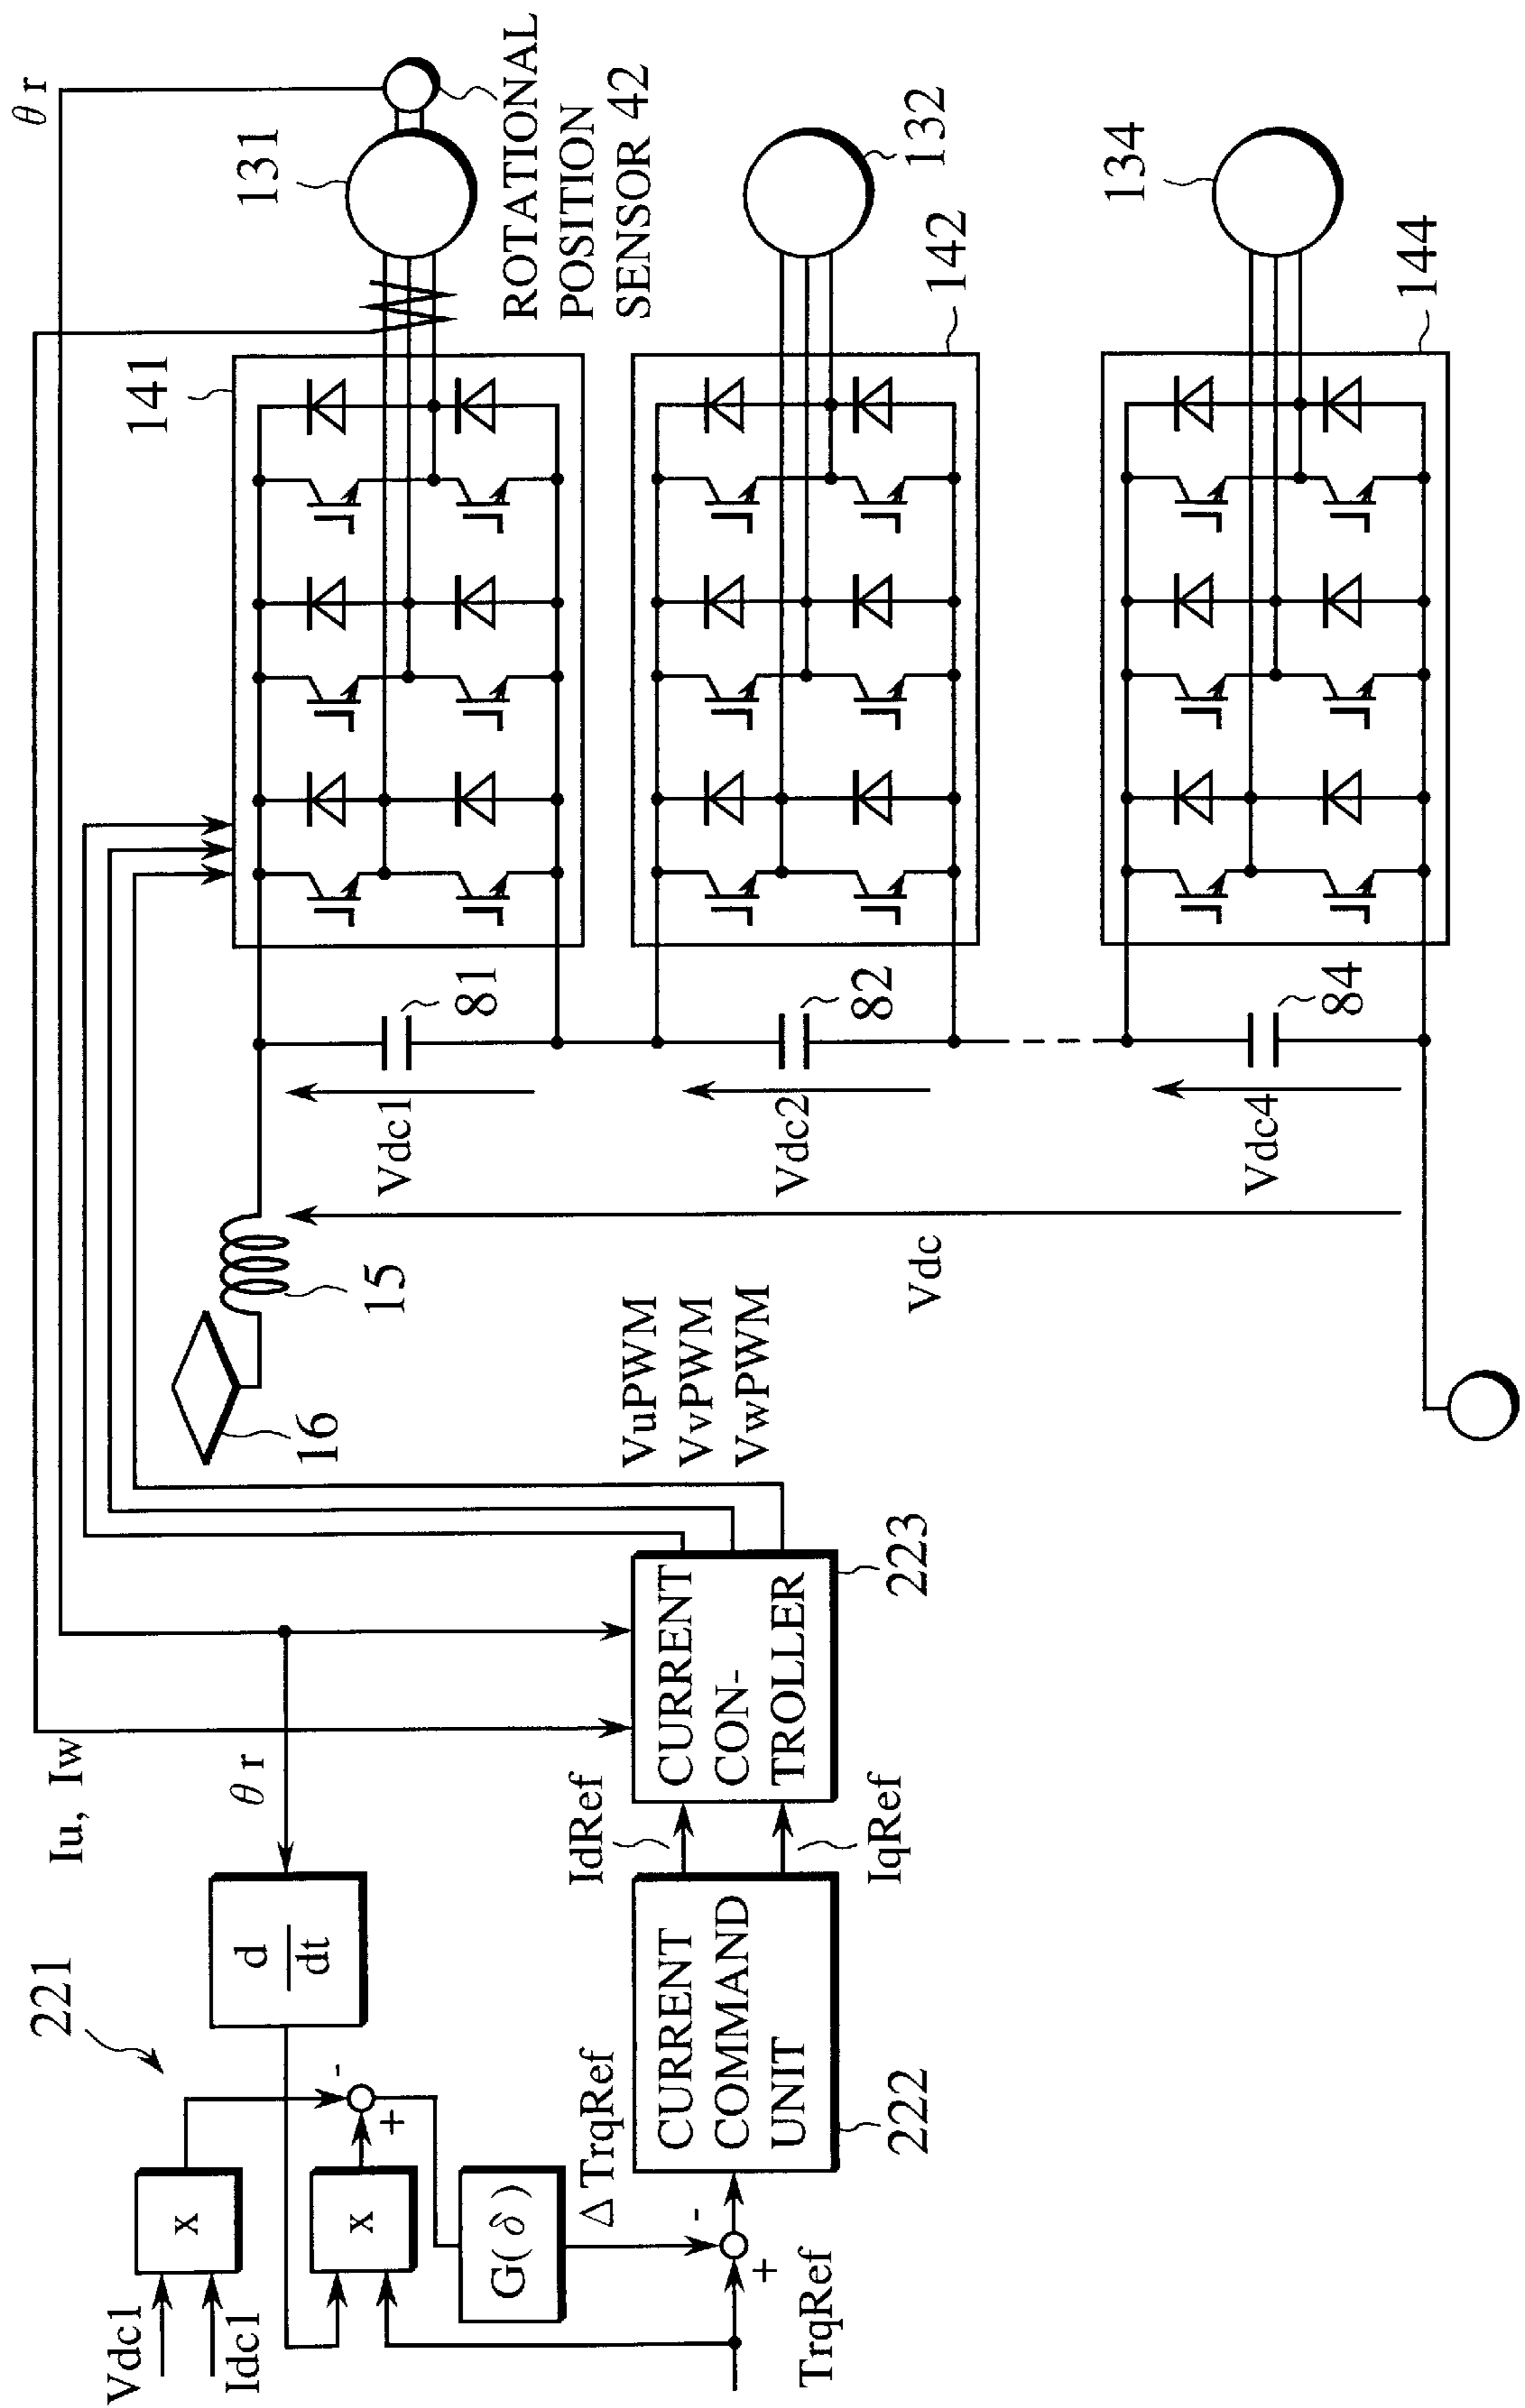 Vdc1
Idc1
x
x
221
d
dt
θ r
Iu, Iw
θ r
-
+
G(δ)
Δ TrqRef
-
+
TrqRef
CURRENT
COMMAND
UNIT
222
IdRef
IqRef
CURRENT
CON-
TROLLER
223
VuPWM
VvPWM
VwPWM
16
15
Vdc
Vdc1
Vdc2
Vdc4
81
82
84
141
142
144
131
132
134
ROTATIONAL
POSITION
SENSOR 42